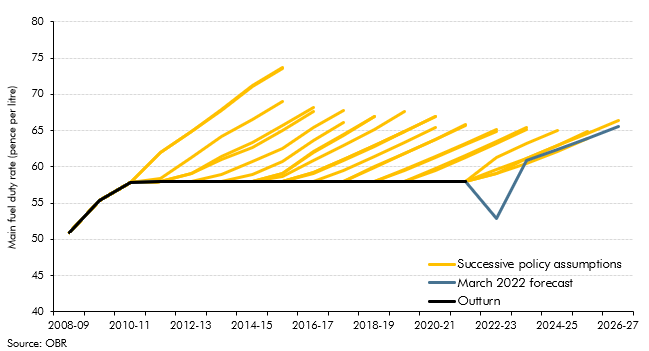 Main fuel duty rate (pence per litre)
80
75
70
65
60
55
50
45
40
2008-09 2010-11 2012-13 2014-15 2016-17 2018-19 2020-21 2022-23 2024-25 2026-27
Successive policy assumptions
March 2022 forecast
Outturn
Source: OBR